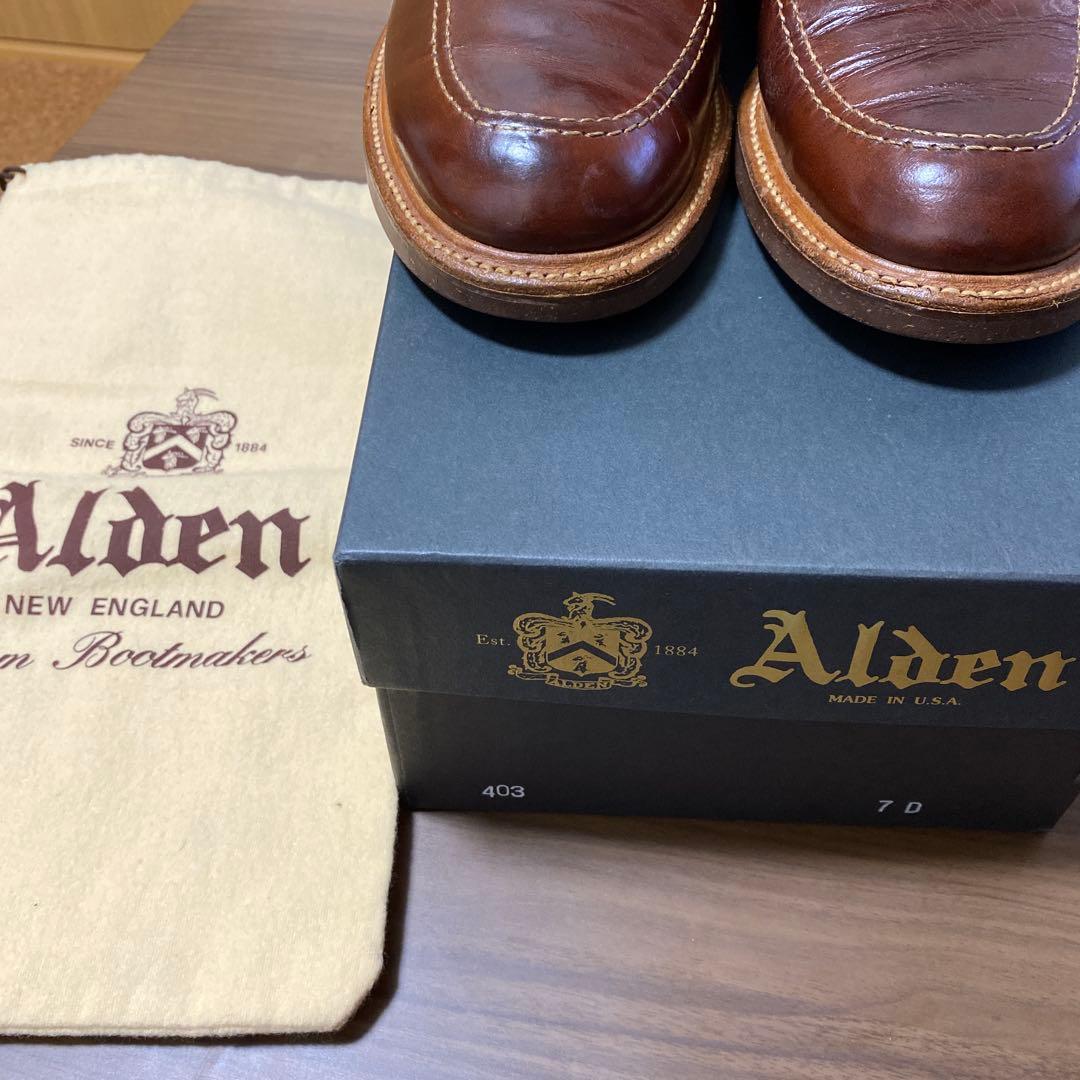 SINCE 1884
Alden
NEW ENGLAND
Bootmakers
Est. 1884
ALDEN
Alden
MADE IN U.S.A.
403
7 D